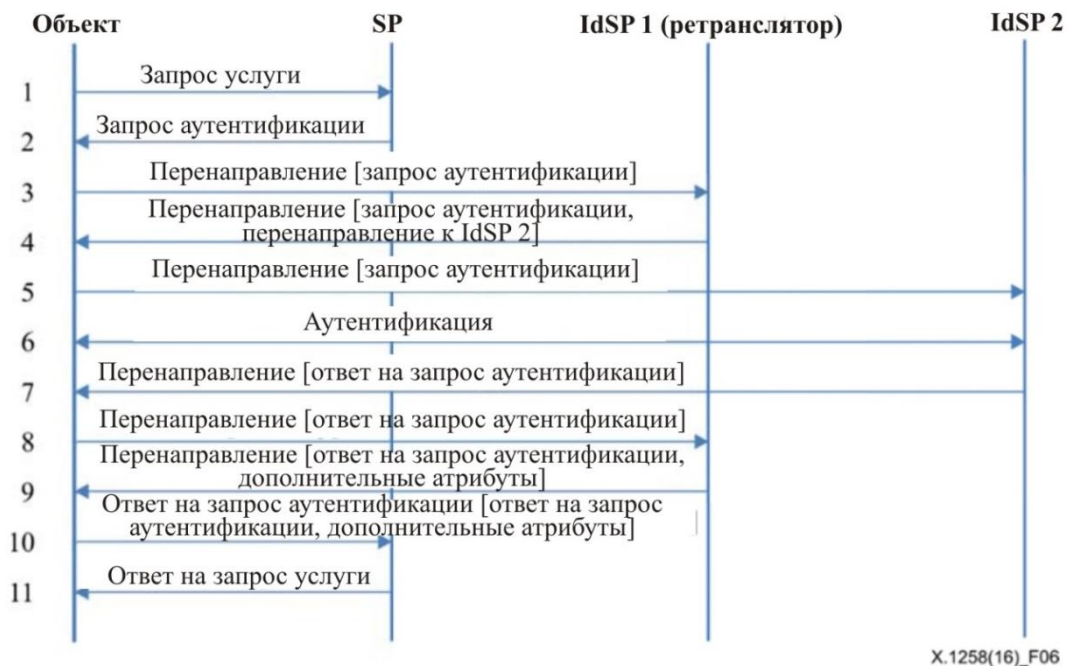 Объект SP IdSP 1 (ретранслятор) IdSP 2
Запрос услуги
1
Запрос аутентификации
2
Перенаправление [запрос аутентификации]
3
Перенаправление [запрос аутентификации,
перенаправление к IdSP 2]
4
Перенаправление [запрос аутентификации]
5
Аутентификация
6
Перенаправление [ответ на запрос аутентификации]
7
Перенаправление [ответ на запрос аутентификации]
8
Перенаправление [ответ на запрос аутентификации,
дополнительные атрибуты]
9
Ответ на запрос аутентификации [ответ на запрос
аутентификации, дополнительные атрибуты]
10
Ответ на запрос услуги
11
X.1258(16)_F06